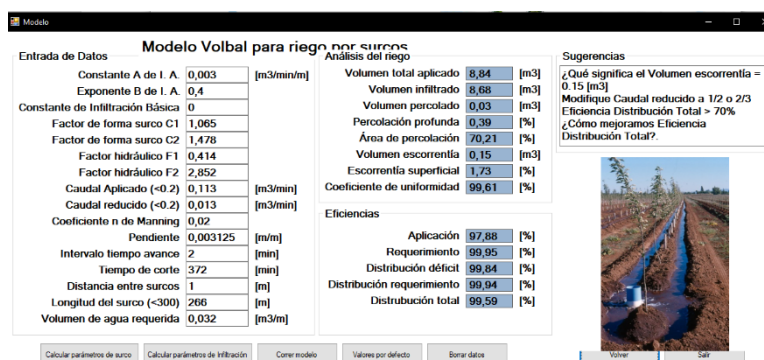 Modelo
Modelo Volbal para riego por surcos
Entrada de Datos
Constante A de I. A. 0,003 [m3/min/m]
Exponente B de I. A. 0,4
Constante de Infiltración Básica 0
Factor de forma surco C1 1,065
Factor de forma surco C2 1,478
Factor hidráulico F1 0,414
Factor hidráulico F2 2,852
Caudal Aplicado (<0.2) 0,113 [m3/min]
Caudal reducido (<0.2) 0,013 [m3/min]
Coeficiente n de Manning 0,02
Pendiente 0,003125 [m/m]
Intervalo tiempo avance 2 [min]
Tiempo de corte 372 [min]
Distancia entre surcos 1 [m]
Longitud del surco (<300) 266 [m]
Volumen de agua requerida 0,032 [m3/m]
Análisis del riego
Volumen total aplicado 8,84 [m3]
Volumen infiltrado 8,68 [m3]
Volumen percolado 0,03 [m3]
Percolación profunda 0,39 [%]
Área de percolación 70,21 [%]
Volumen escorrentía 0,15 [m3]
Escorrentía superficial 1,73 [%]
Coeficiente de uniformidad 99,61 [%]
Eficiencias
Aplicación 97,88 [%]
Requerimiento 99,95 [%]
Distribución déficit 99,84 [%]
Distribución requerimiento 99,94 [%]
Distrubución total 99,59 [%]
Sugerencias
¿Qué significa el Volumen escorrentía =
0.15 [m3]
Modifique Caudal reducido a 1/2 o 2/3
Eficiencia Distribución Total > 70%
¿Cómo mejoramos Eficiencia
Distribución Total?.
Calcular parámetros de surco
Calcular parámetros de Infiltración
Correr modelo
Valores por defecto
Borrar datos
Volver
Salir